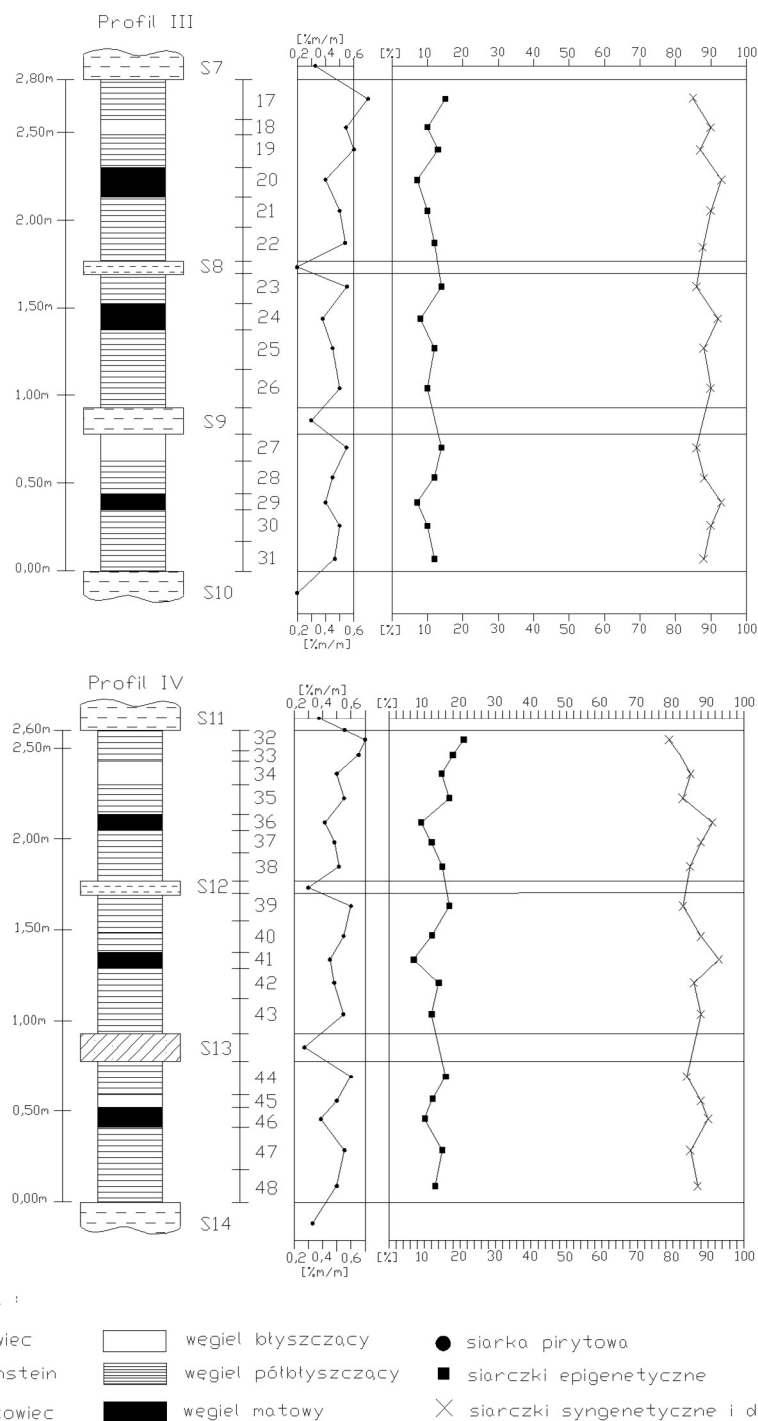 Profil III
[%m/m]
0,2 0,4 0,6 [%] 10 20 30 40 50 60 70 80 90 100
S7
2,80m
17
2,50m
18
19
20
2,00m
21
22
S8
23
1,50m
24
25
1,00m
26
S9
27
0,50m
28
29
30
0,00m
31
S10
0,2 0,4 0,6 [%] 10 20 30 40 50 60 70 80 90 100
[%m/m]
Profil IV
[%m/m]
0,2 0,4 0,6 [%] 10 20 30 40 50 60 70 80 90 100
S11
2,60m
32
2,50m
33
34
35
36
2,00m
37
38
S12
39
1,50m
40
41
42
1,00m
43
S13
44
45
0,50m
46
47
0,00m
48
S14
0,2 0,4 0,6 [%] 10 20 30 40 50 60 70 80 90 100
[%m/m]
:
wiec węgiel błyszczący siarka pirytowa
nstein węgiel półbłyszczący siarczki epigenetyczne
cowiec węgiel matowy siarczki syngenetyczne i d